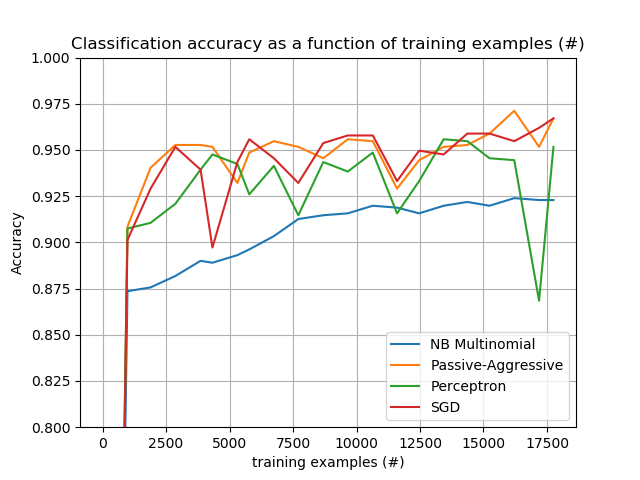 Classification accuracy as a function of training examples (#)
1.000
0.975
0.950
0.925
0.900
0.875
0.850
0.825
0.800
Accuracy
NB Multinomial
Passive-Aggressive
Perceptron
SGD
0 2500 5000 7500 10000 12500 15000 17500
training examples (#)